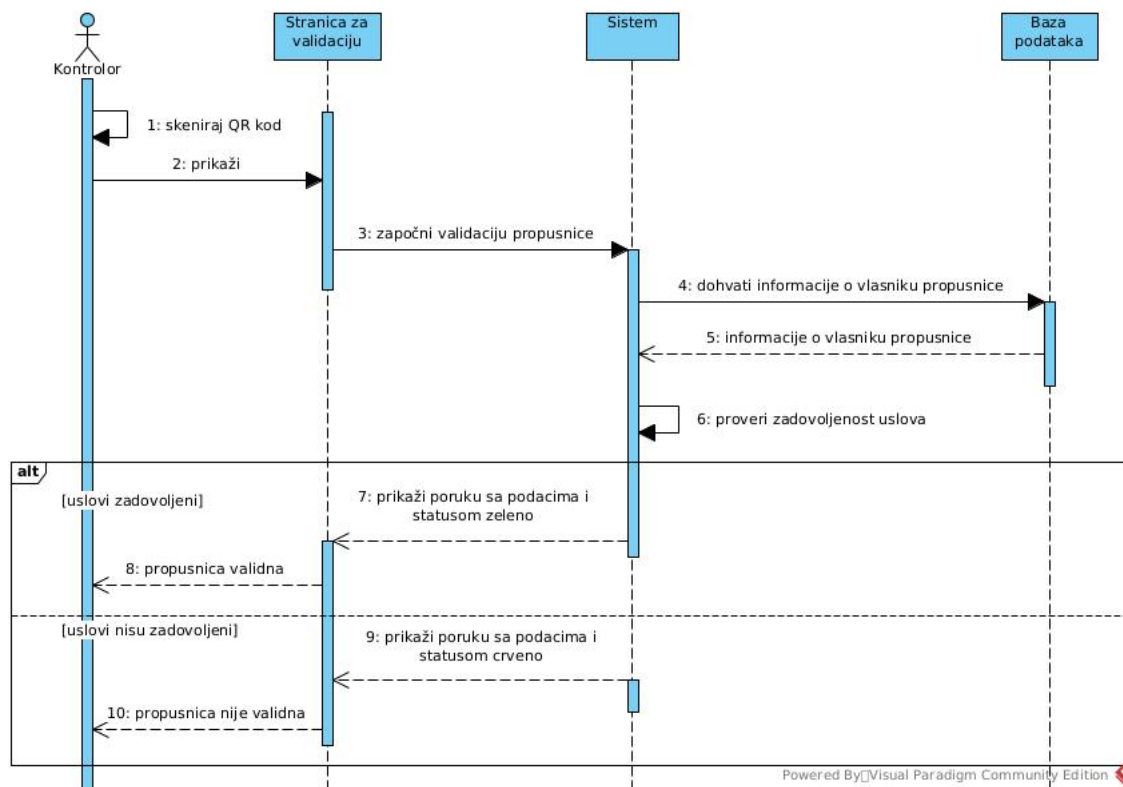 Stranica za
validaciju
Sistem
Baza
podataka
Kontrolor
1: skeniraj QR kod
2: prikaži
3: započni validaciju propusnice
4: dohvati informacije o vlasniku propusnice
5: informacije o vlasniku propusnice
6: proveri zadovoljenost uslova
alt
[uslovi zadovoljeni]
7: prikaži poruku sa podacima i
statusom zeleno
8: propusnica validna
[uslovi nisu zadovoljeni]
9: prikaži poruku sa podacima i
statusom crveno
10: propusnica nije validna
Powered By Visual Paradigm Community Edition